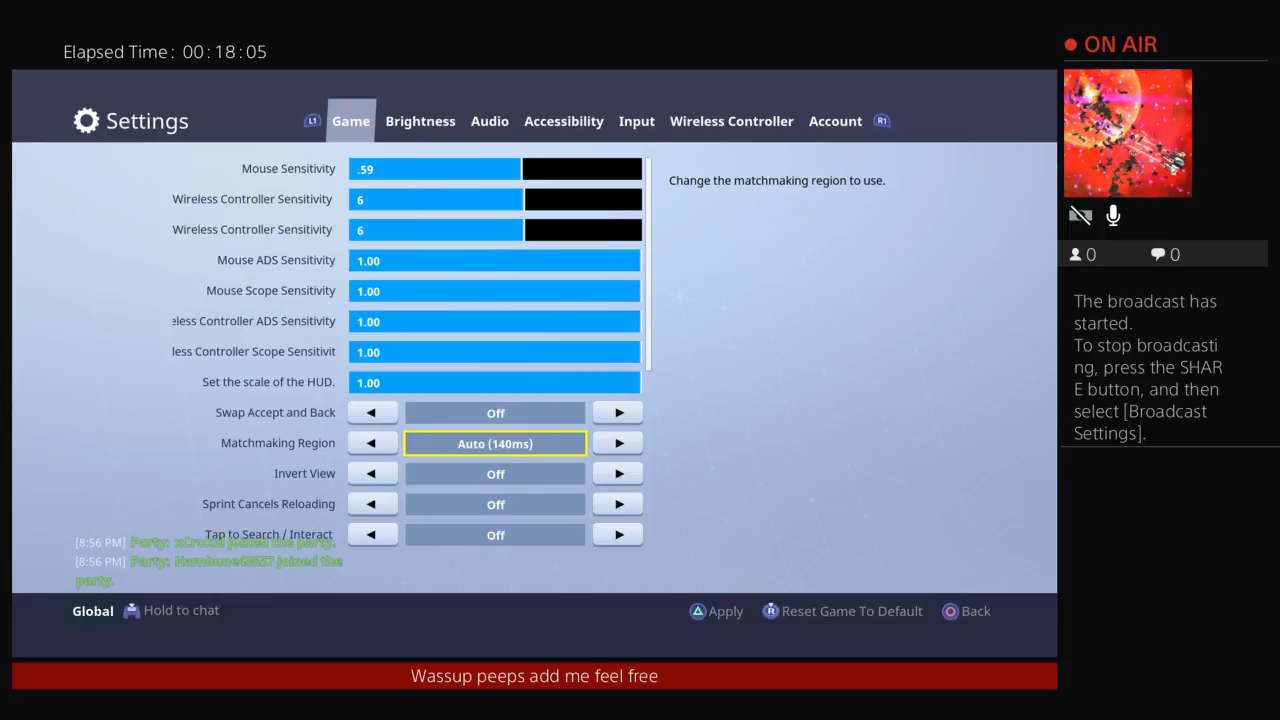 Elapsed Time: 00:18:05
ON AIR
Settings
L1 Game Brightness Audio Accessibility Input Wireless Controller Account R1
Mouse Sensitivity .59
Change the matchmaking region to use.
Wireless Controller Sensitivity 6
Wireless Controller Sensitivity 6
Mouse ADS Sensitivity 1.00
Mouse Scope Sensitivity 1.00
eless Controller ADS Sensitivity 1.00
less Controller Scope Sensitivit 1.00
Set the scale of the HUD. 1.00
Swap Accept and Back Off
Matchmaking Region Auto (140ms)
Invert View Off
Sprint Cancels Reloading Off
Tap to Search / Interact Off
[8:56 PM] Party: joined the party.
[8:56 PM] Party: joined the
party.
Global Hold to chat
Apply R Reset Game To Default Back
0 0
The broadcast has
started.
To stop broadcasti
ng, press the SHAR
E button, and then
select [Broadcast
Settings].
Wassup peeps add me feel free